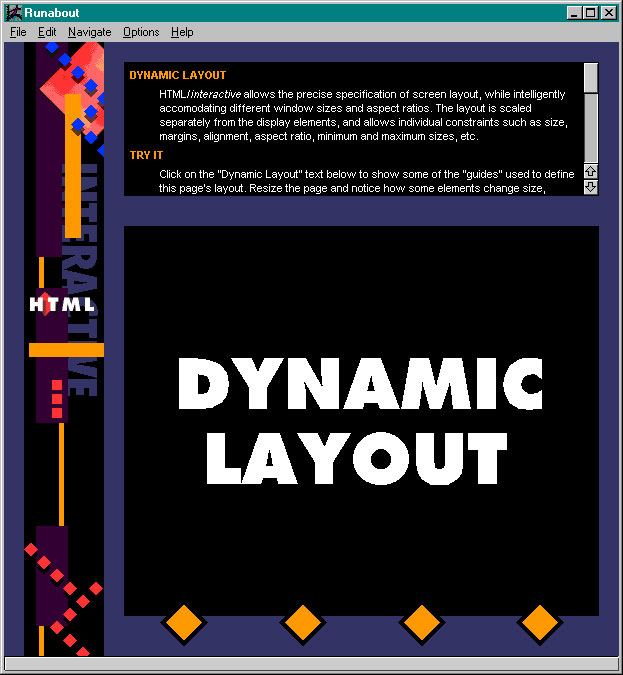 Runabout
File Edit Navigate Options Help
DYNAMIC LAYOUT
HTML/interactive allows the precise specification of screen layout, while intelligently
accomodating different window sizes and aspect ratios. The layout is scaled
separately from the display elements, and allows individual constraints such as size,
margins, alignment, aspect ratio, minimum and maximum sizes, etc.
TRY IT
Click on the "Dynamic Layout" text below to show some of the "guides" used to define
this page's layout. Resize the page and notice how some elements change size,
INTERACTIVE
HTML
DYNAMIC
LAYOUT